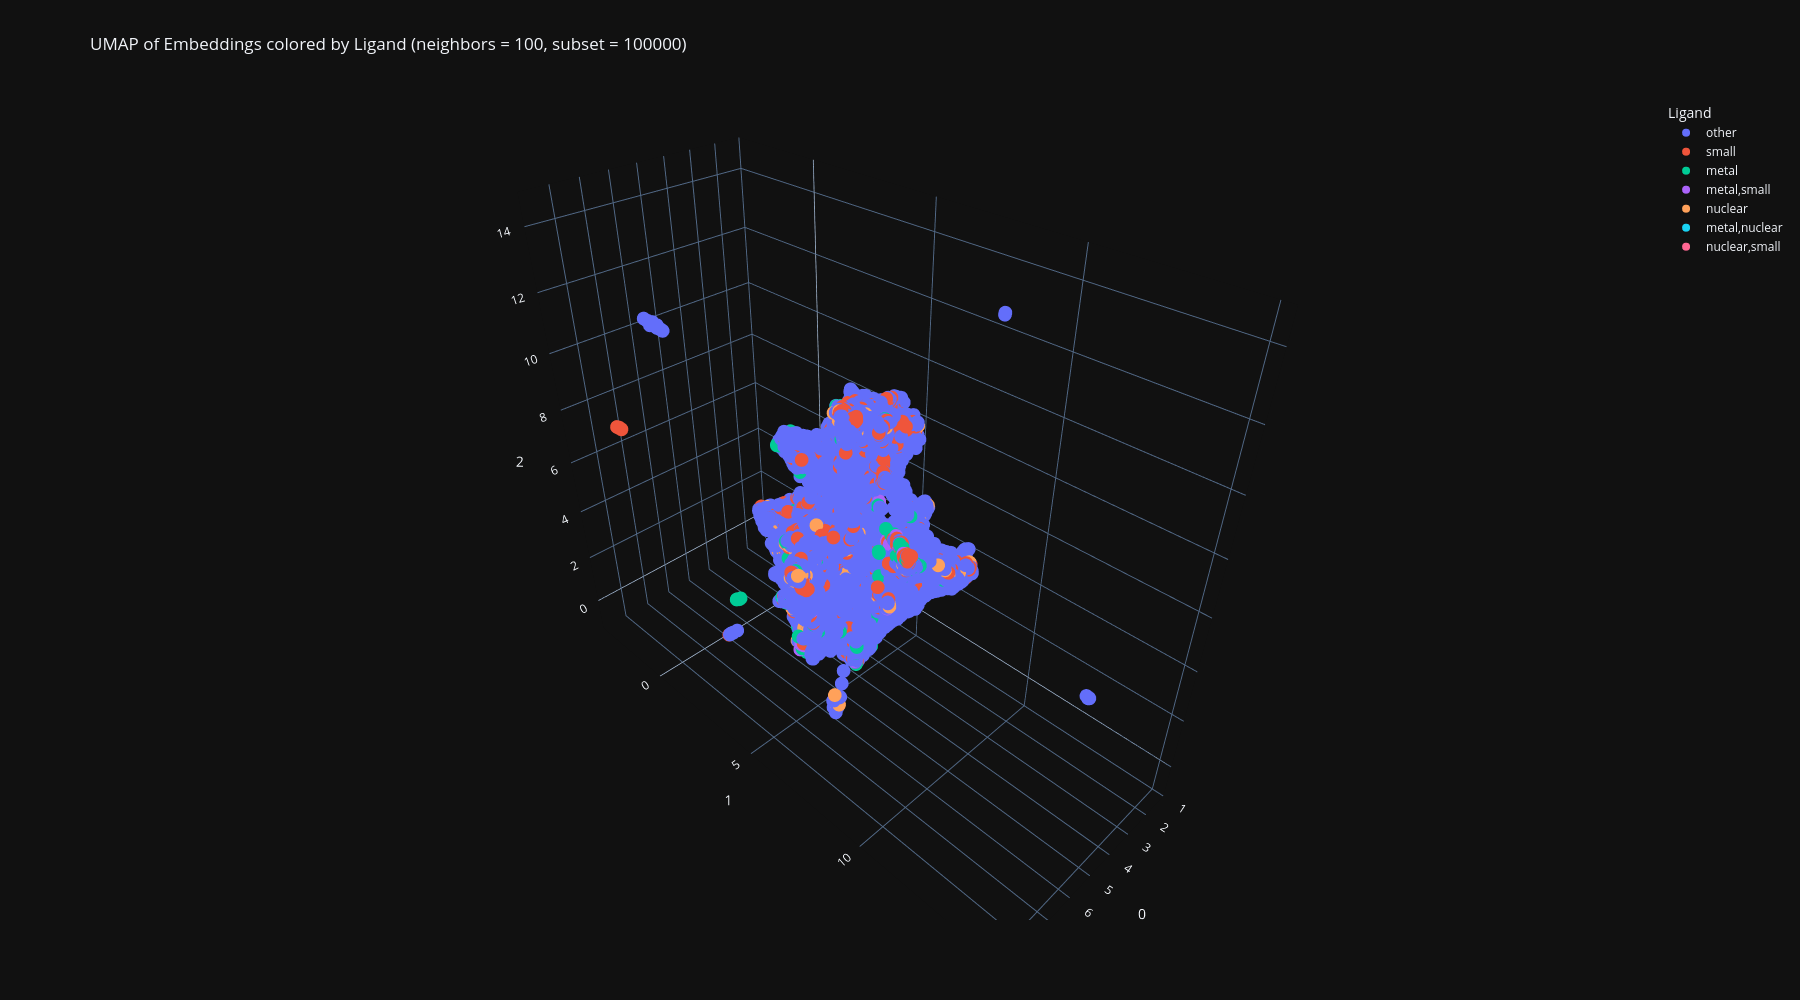 UMAP of Embeddings colored by Ligand (neighbors = 100, subset = 100000)
Ligand
other
small
metal
metal,small
nuclear
metal,nuclear
nuclear,small
14
12
10
8
6
4
2
0
2
0
5
10
1
1
2
3
4
5
6
0